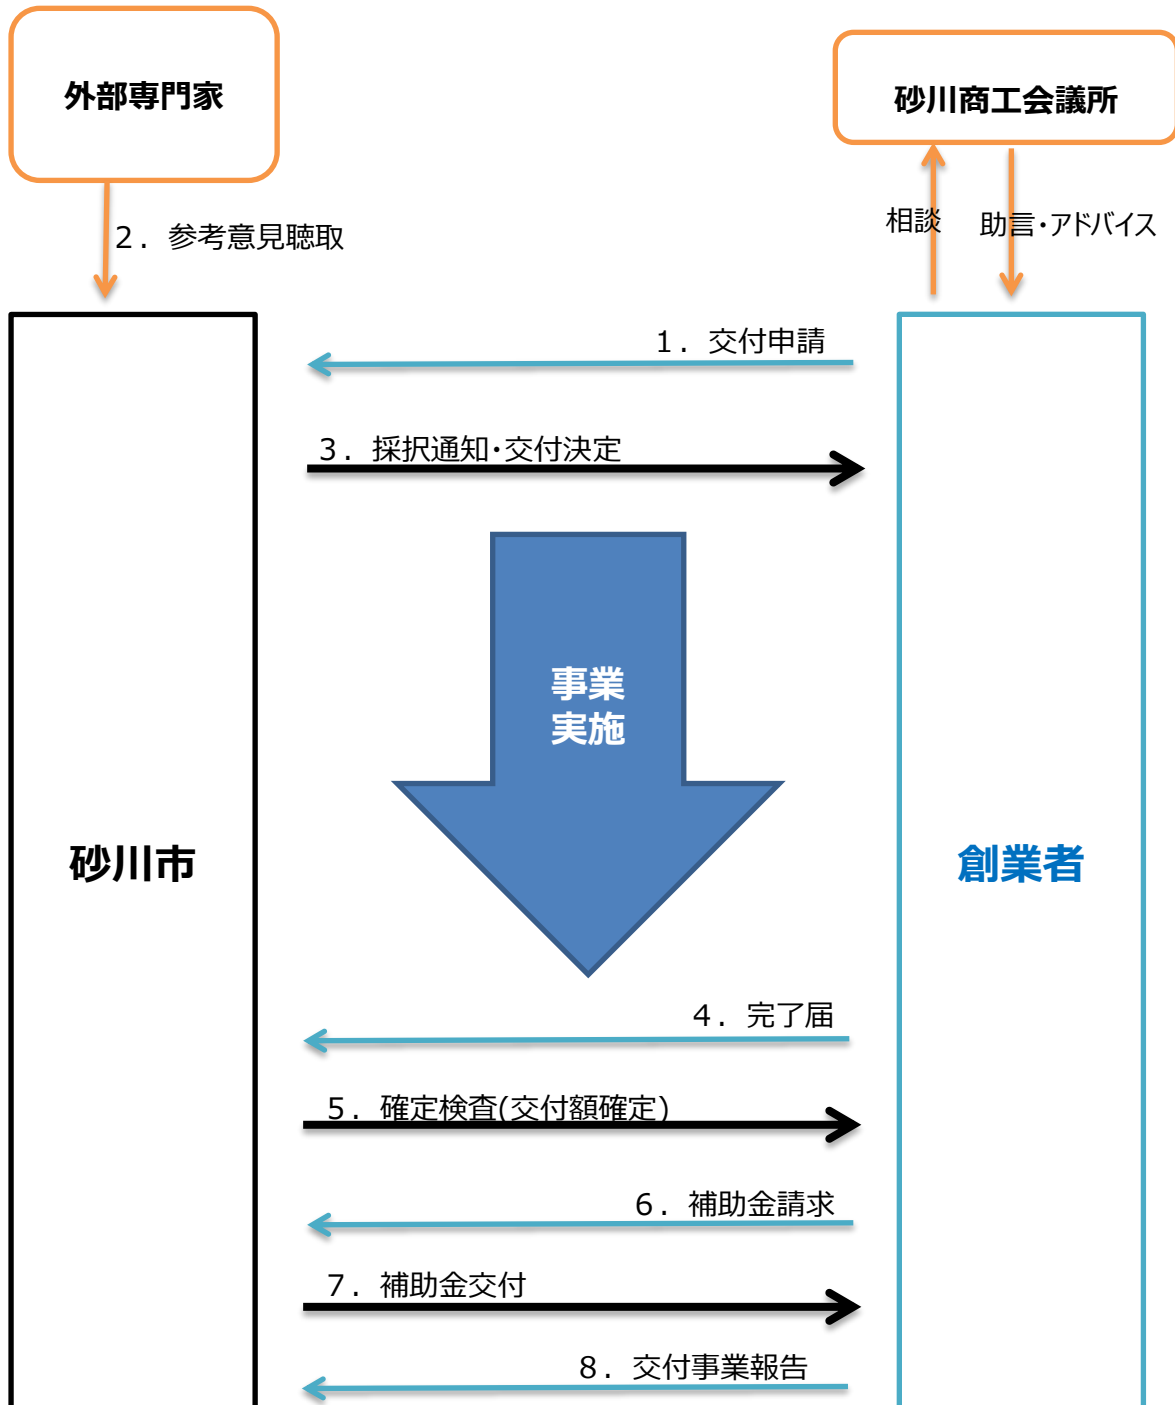 外部専門家
砂川商工会議所
2. 参考意見聴取
相談
助言・アドバイス
1. 交付申請
3. 採択通知・交付決定
事業
実施
砂川市
創業者
4. 完了届
5. 確定検査(交付額確定)
6. 補助金請求
7. 補助金交付
8. 交付事業報告